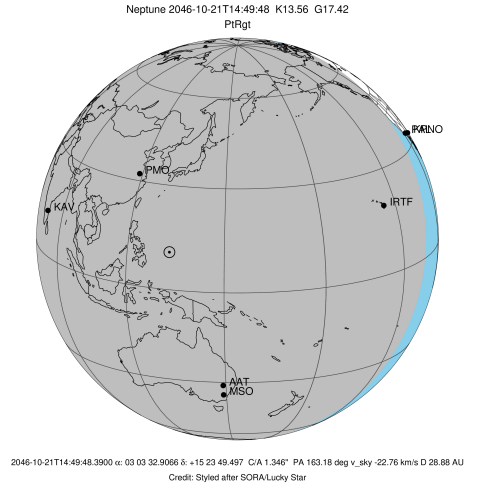 Neptune 2046-10-21T14:49:48 K13.56 G17.42
PtRgt
PMO
KAV
IRTF
AAT
MSO
2046-10-21T14:49:48.3900 α: 03 03 32.9066 δ: +15 23 49.497 C/A 1.346" PA 163.18 deg v_sky -22.76 km/s D 28.88 AU
Credit: Styled after SORA/Lucky Star